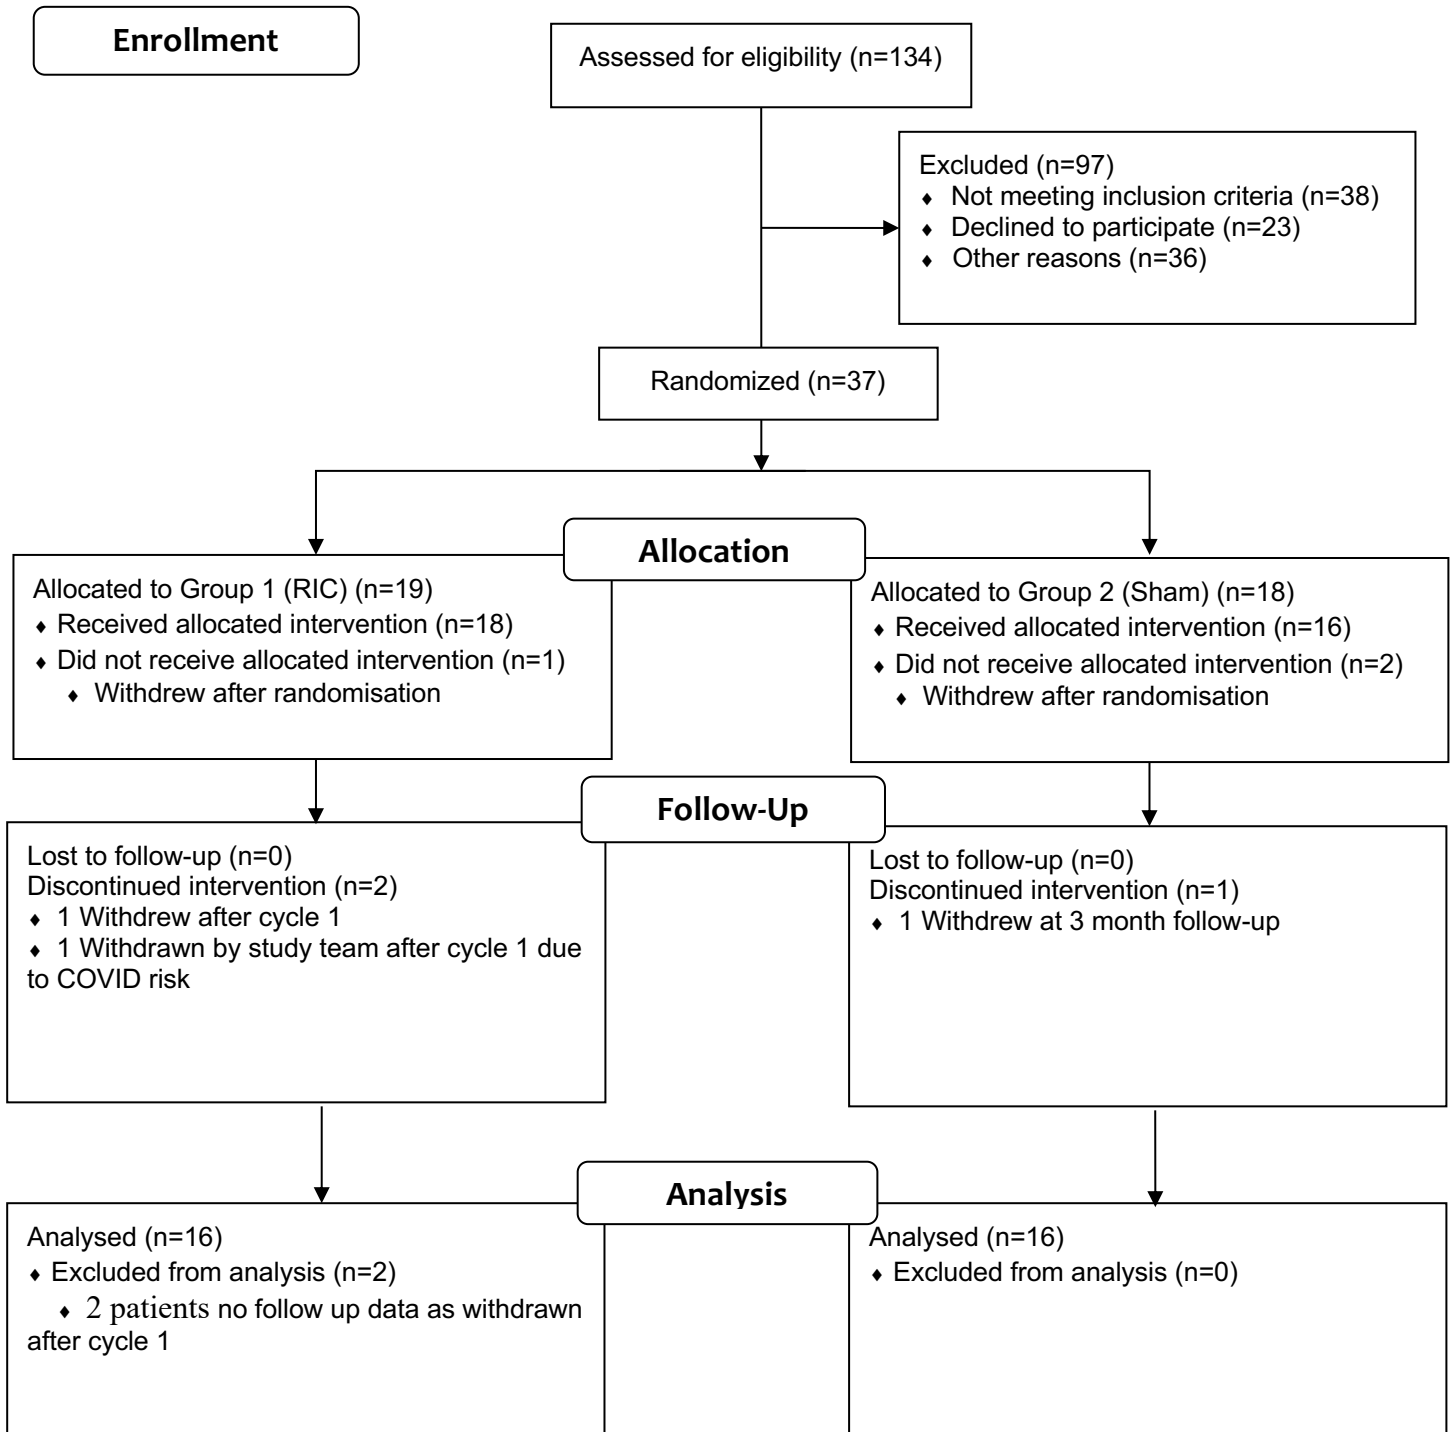 Enrollment
Assessed for eligibility (n=134)
Excluded (n=97)
♦ Not meeting inclusion criteria (n=38)
♦ Declined to participate (n=23)
♦ Other reasons (n=36)
Randomized (n=37)
Allocation
Allocated to Group 1 (RIC) (n=19)
♦ Received allocated intervention (n=18)
♦ Did not receive allocated intervention (n=1)
♦ Withdrew after randomisation
Allocated to Group 2 (Sham) (n=18)
♦ Received allocated intervention (n=16)
♦ Did not receive allocated intervention (n=2)
♦ Withdrew after randomisation
Follow-Up
Lost to follow-up (n=0)
Discontinued intervention (n=2)
♦ 1 Withdrew after cycle 1
♦ 1 Withdrawn by study team after cycle 1 due
to COVID risk
Lost to follow-up (n=0)
Discontinued intervention (n=1)
♦ 1 Withdrew at 3 month follow-up
Analysis
Analysed (n=16)
♦ Excluded from analysis (n=2)
♦ 2 patients no follow up data as withdrawn
after cycle 1
Analysed (n=16)
♦ Excluded from analysis (n=0)